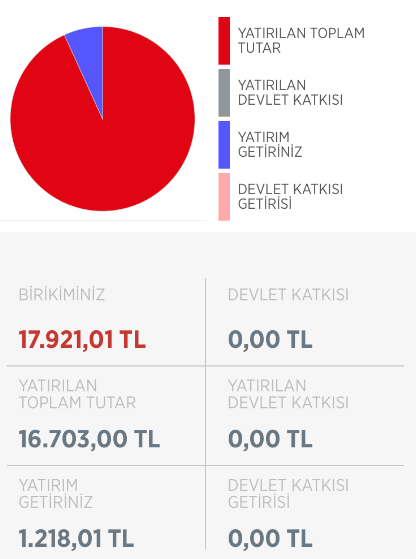 YATIRILAN TOPLAM
TUTAR
YATIRILAN
DEVLET KATKISI
YATIRIM
GETİRİNİZ
DEVLET KATKISI
GETİRİSİ
BİRİKİMİNİZ
17.921,01 TL
DEVLET KATKISI
0,00 TL
YATIRILAN
TOPLAM TUTAR
16.703,00 TL
YATIRILAN
DEVLET KATKISI
0,00 TL
YATIRIM
GETİRİNİZ
1.218,01 TL
DEVLET KATKISI
GETİRİSİ
0,00 TL